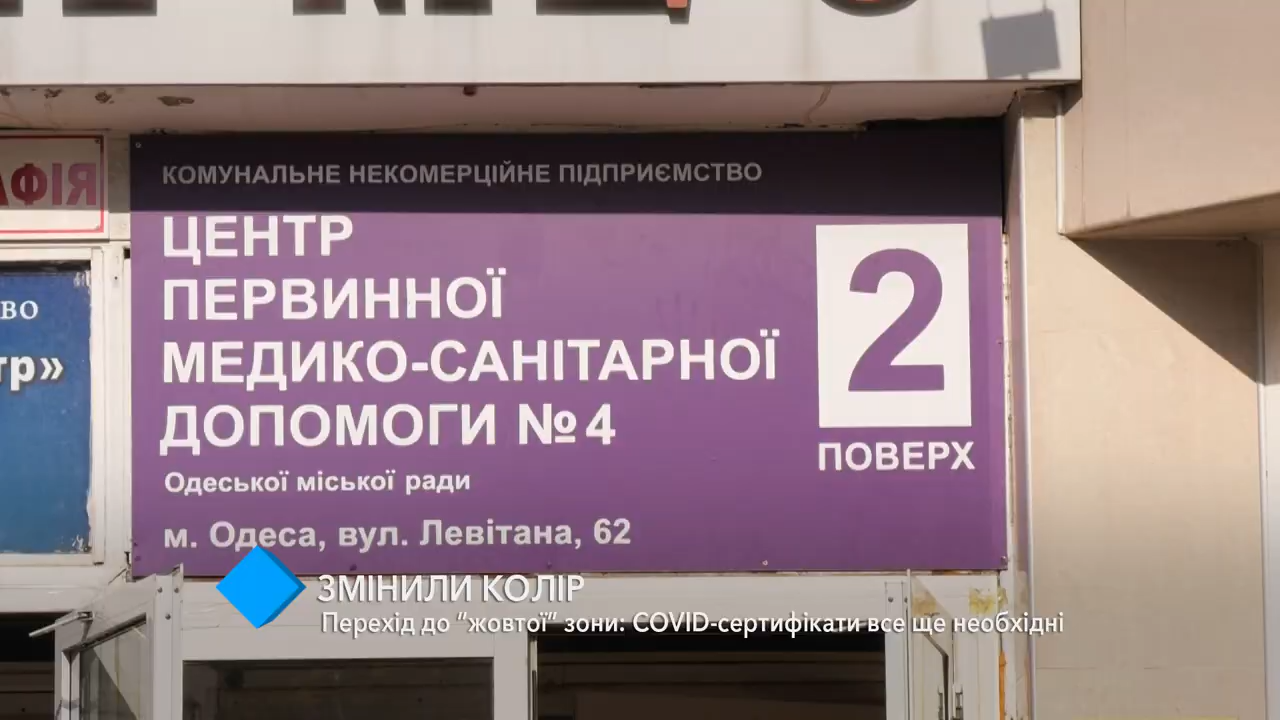 АФІЯ
ВО
тр»
КОМУНАЛЬНЕ НЕКОМЕРЦІЙНЕ ПІДПРИЄМСТВО
ЦЕНТР
ПЕРВИННОЇ
МЕДИКО-САНІТАРНОЇ
ДОПОМОГИ №4
Одеської міської ради
м. Одеса, вул. Левітана, 62
2
ПОВЕРХ
ЗМІНИЛИ КОЛІР
Перехід до "жовтої" зони: COVID-сертифікати все ще необхідні